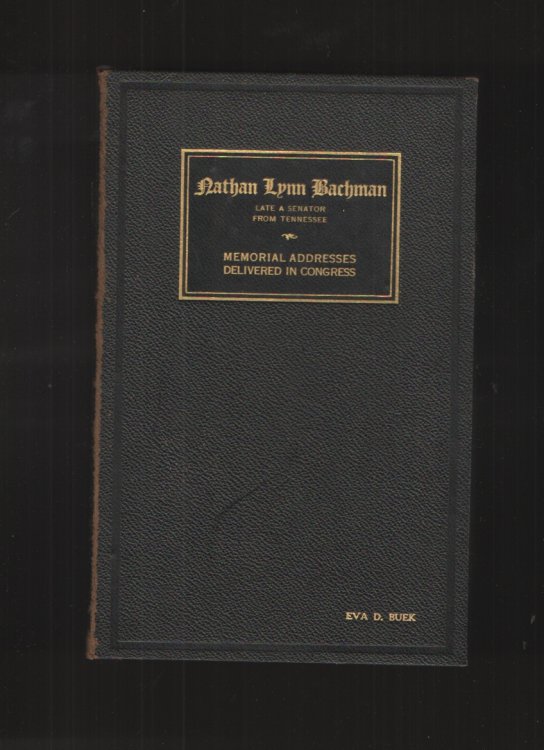 Nathan Lynn Bachman
LATE A SENATOR
FROM TENNESSEE
MEMORIAL ADDRESSES
DELIVERED IN CONGRESS
EVA D. BUEK